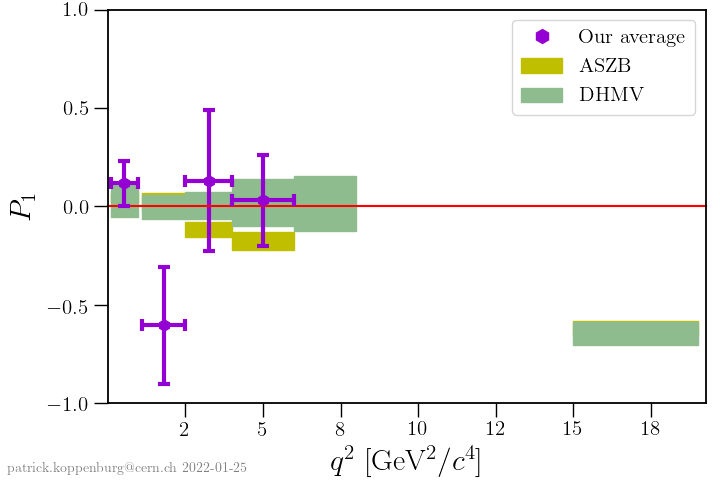 1.0
0.5
0.0
−0.5
−1.0
P₁
Our average
ASZB
DHMV
2 5 8 10 12 15 18
q² [GeV²/c⁴]
patrick.koppenburg@cern.ch 2022-01-25